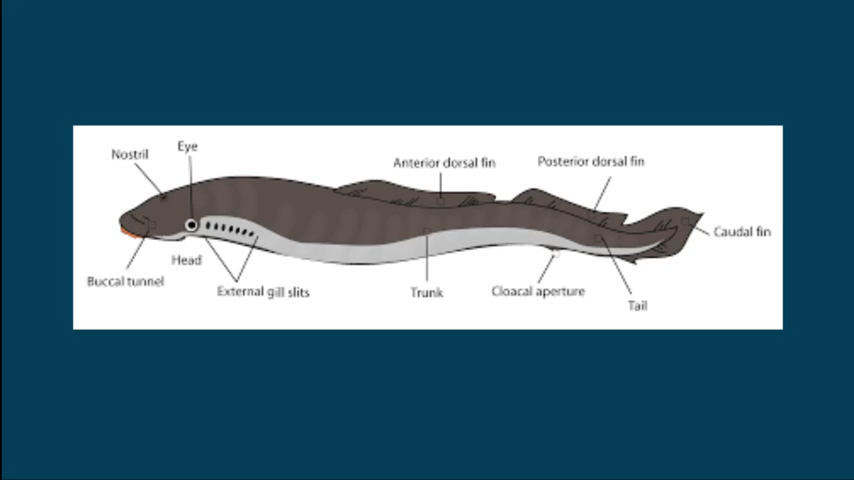 Nostril
Eye
Anterior dorsal fin
Posterior dorsal fin
Caudal fin
Head
Buccal tunnel
External gill slits
Trunk
Cloacal aperture
Tail